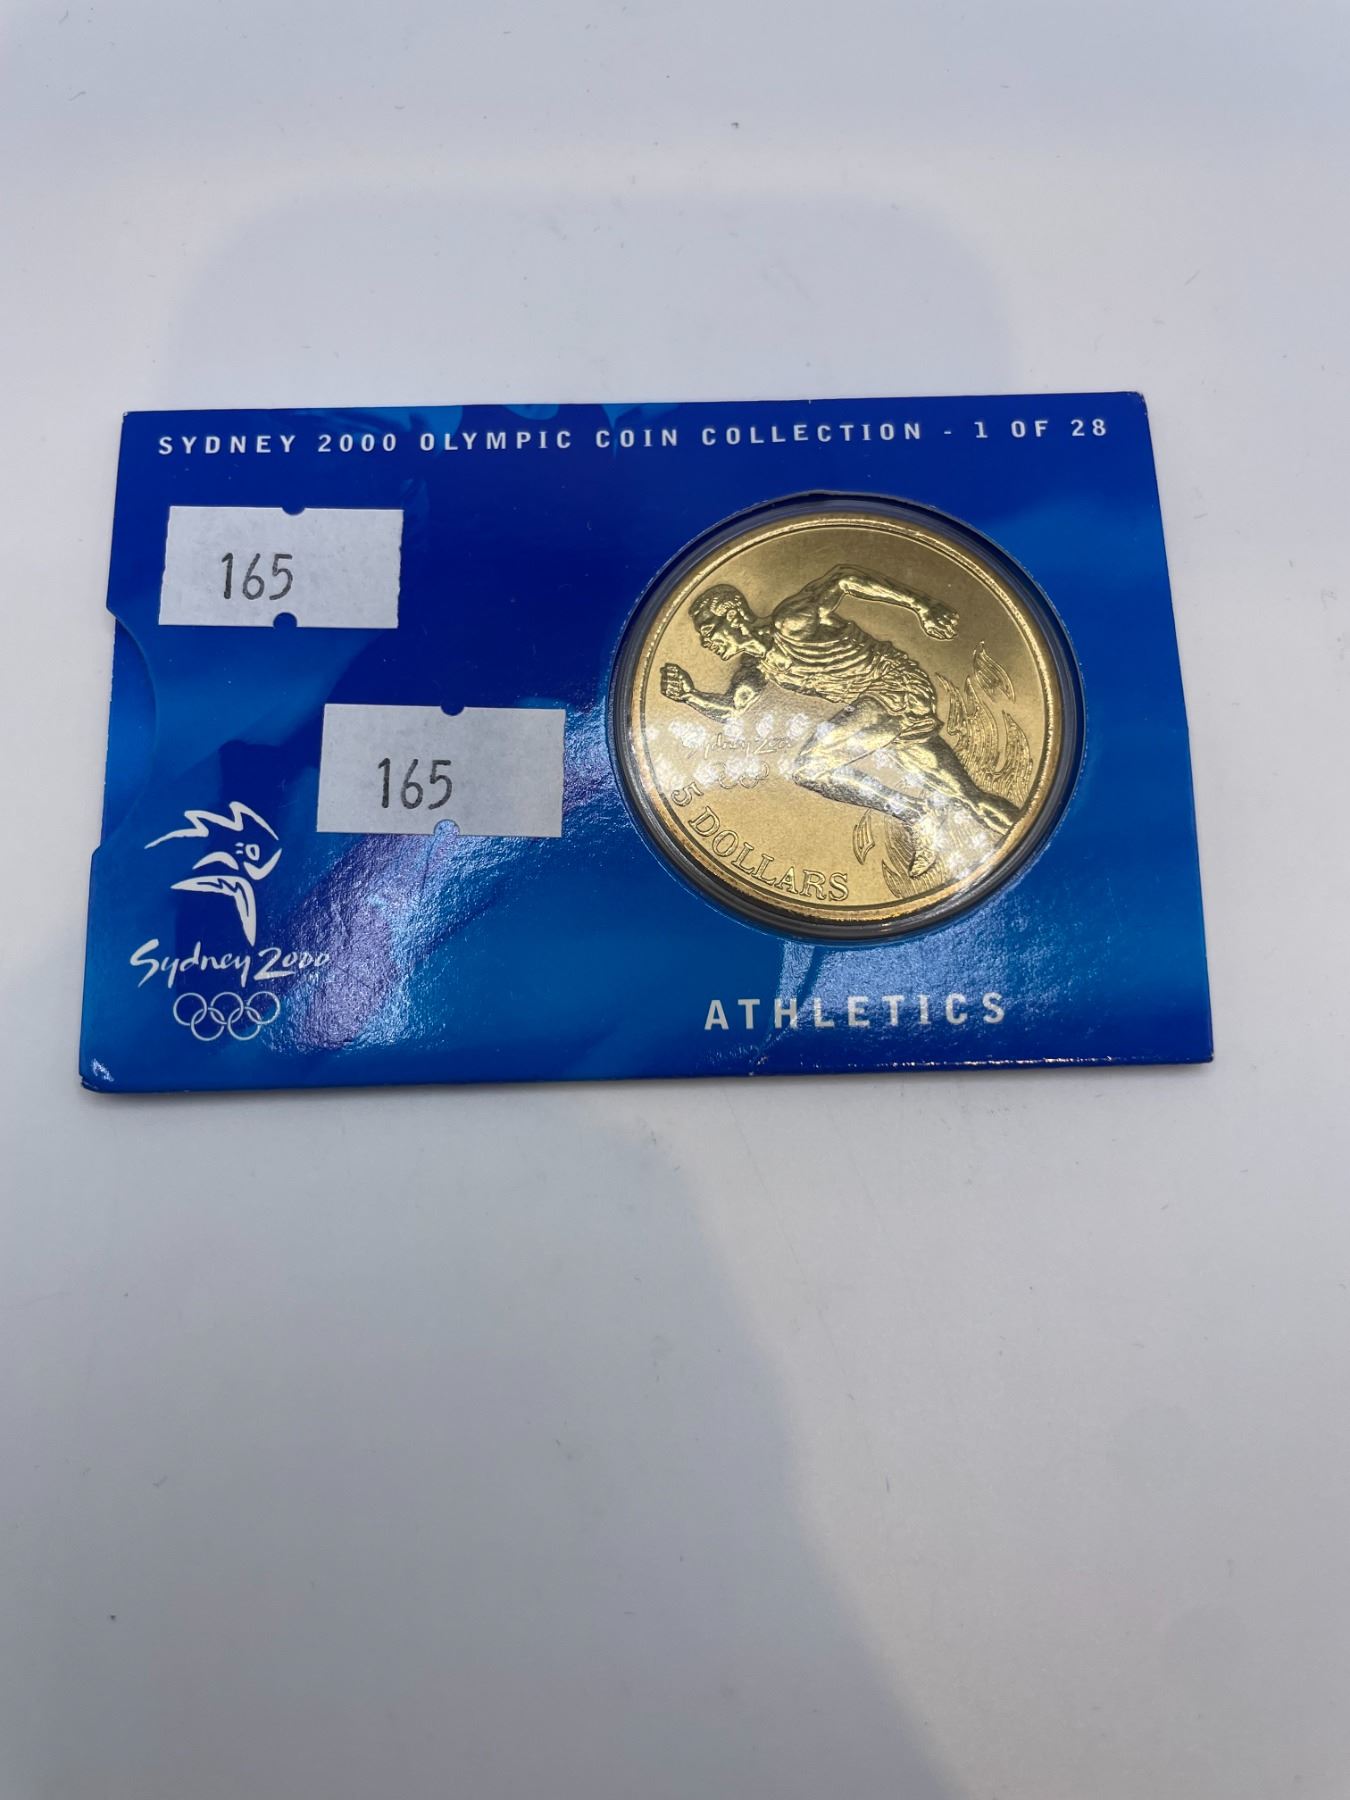 SYDNEY 2000 OLYMPIC COIN COLLECTION - 1 OF 28
165
165
Sydney 2000
5 DOLLARS
Sydney 2000
ATHLETICS